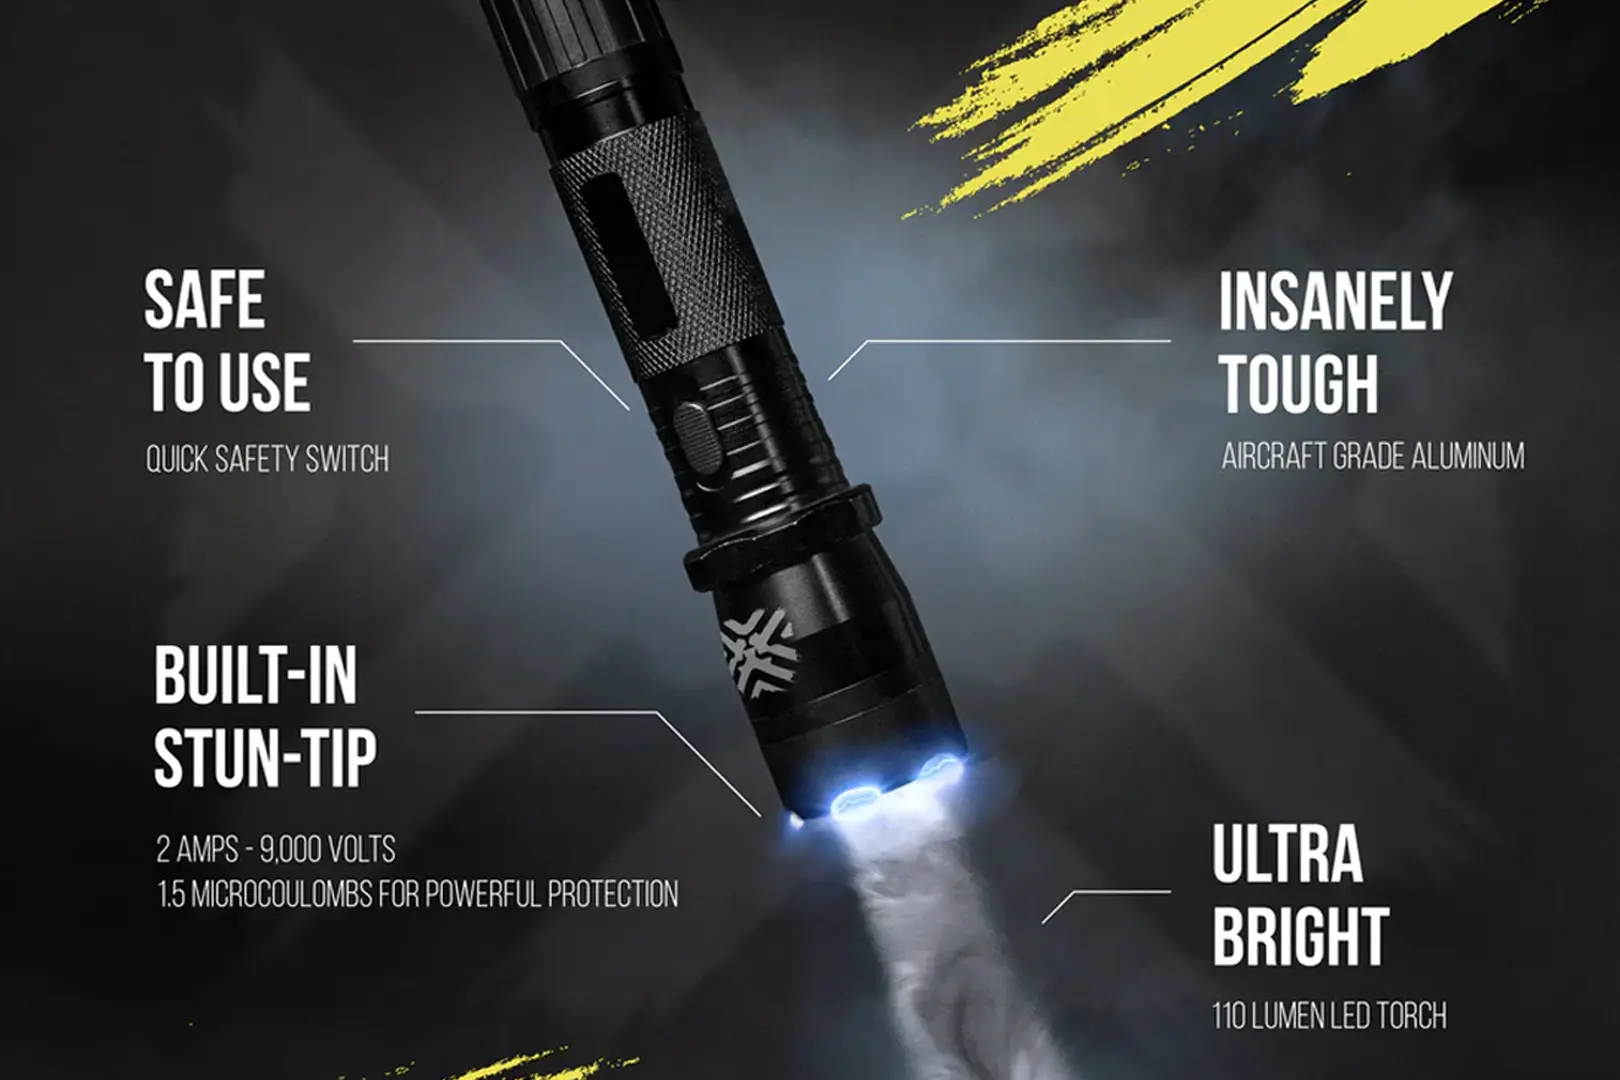 SAFE
TO USE
QUICK SAFETY SWITCH
INSANELY
TOUGH
AIRCRAFT GRADE ALUMINUM
BUILT-IN
STUN-TIP
2 AMPS - 9,000 VOLTS
1.5 MICROCOULOMBS FOR POWERFUL PROTECTION
ULTRA
BRIGHT
110 LUMEN LED TORCH